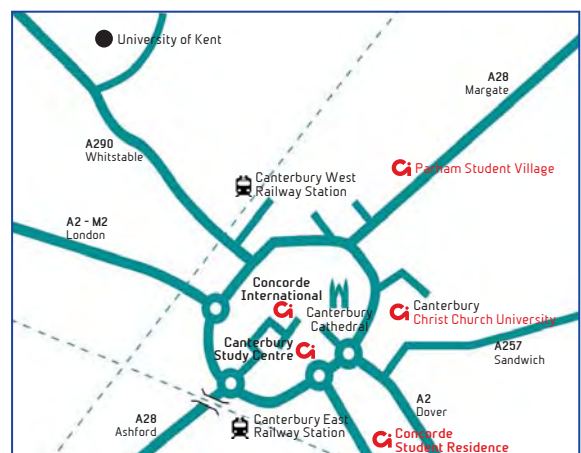 University of Kent
A28
Margate
A290
Whitstable
Canterbury West
Railway Station
Parham Student Village
A2 - M2
London
Concorde
International
Canterbury
Cathedral
Canterbury
Christ Church University
Canterbury
Study Centre
A257
Sandwich
A2
Dover
A28
Ashford
Canterbury East
Railway Station
Concorde
Student Residence